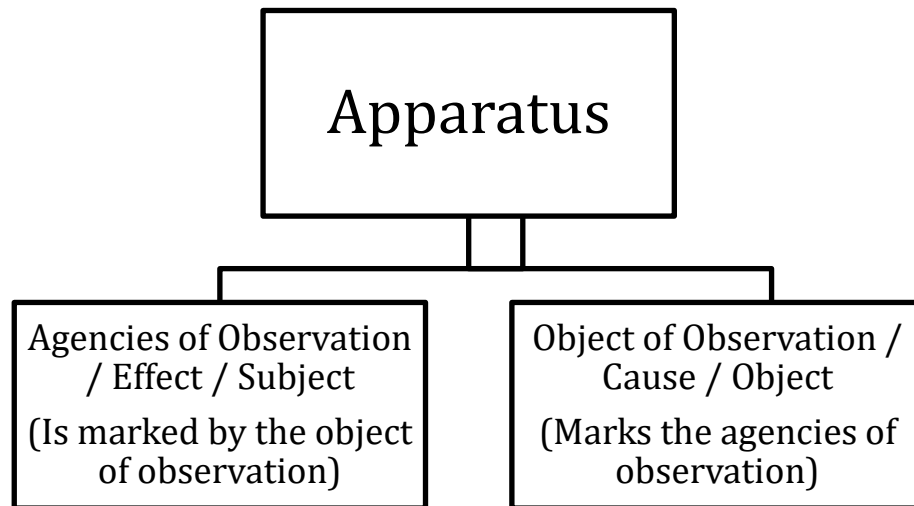 Apparatus
Agencies of Observation
/ Effect / Subject
(Is marked by the object
of observation)
Object of Observation /
Cause / Object
(Marks the agencies of
observation)